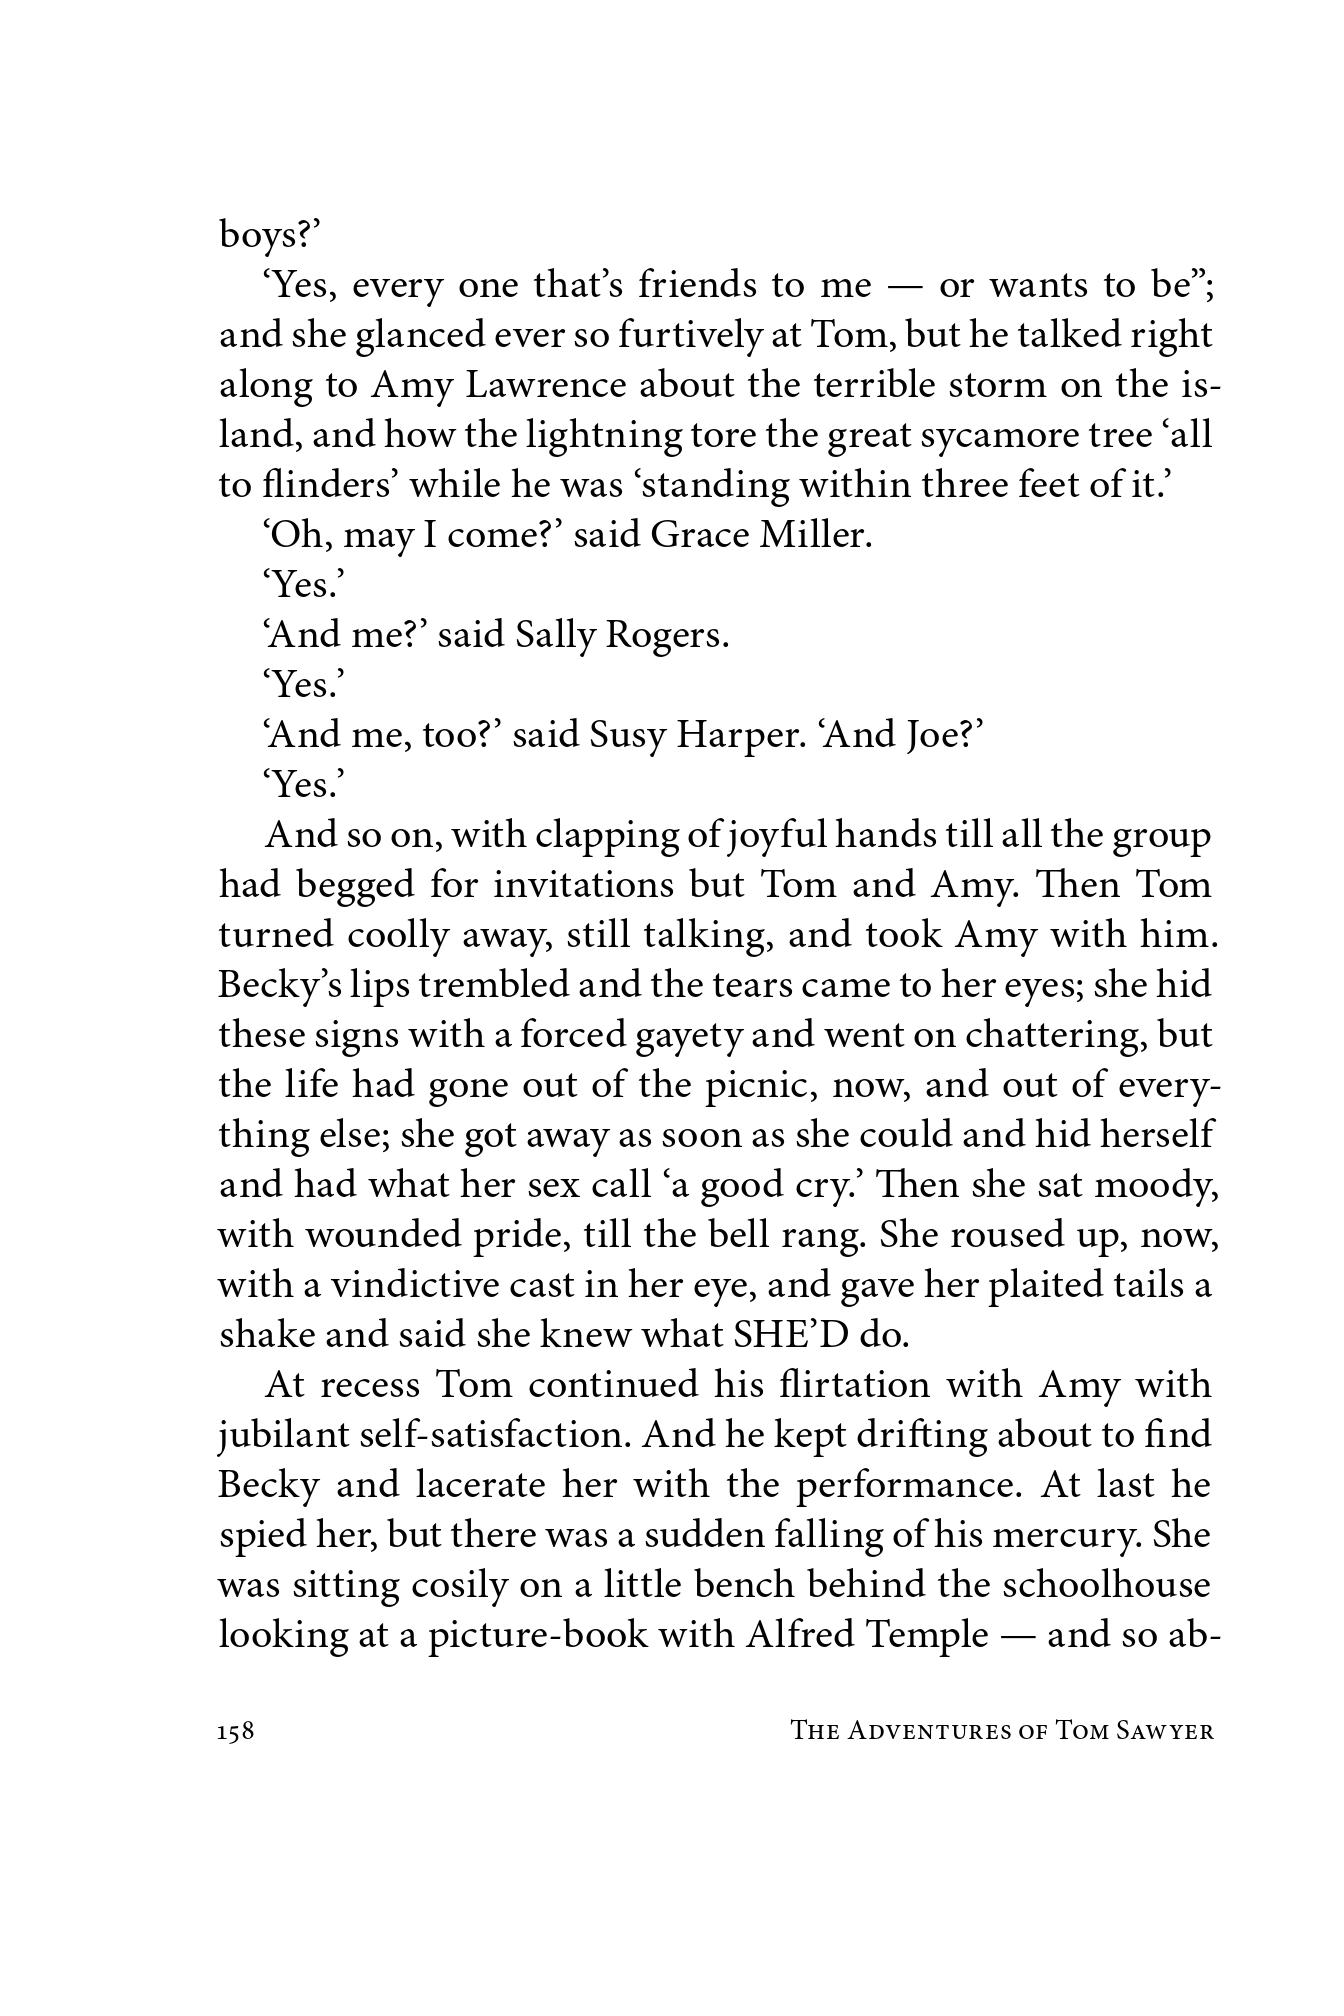 boys?’
‘Yes, every one that’s friends to me — or wants to be”;
and she glanced ever so furtively at Tom, but he talked right
along to Amy Lawrence about the terrible storm on the is-
land, and how the lightning tore the great sycamore tree ‘all
to flinders’ while he was ‘standing within three feet of it.’
‘Oh, may I come?’ said Grace Miller.
‘Yes.’
‘And me?’ said Sally Rogers.
‘Yes.’
‘And me, too?’ said Susy Harper. ‘And Joe?’
‘Yes.’
And so on, with clapping of joyful hands till all the group
had begged for invitations but Tom and Amy. Then Tom
turned coolly away, still talking, and took Amy with him.
Becky’s lips trembled and the tears came to her eyes; she hid
these signs with a forced gayety and went on chattering, but
the life had gone out of the picnic, now, and out of every-
thing else; she got away as soon as she could and hid herself
and had what her sex call ‘a good cry.’ Then she sat moody,
with wounded pride, till the bell rang. She roused up, now,
with a vindictive cast in her eye, and gave her plaited tails a
shake and said she knew what SHE’D do.
At recess Tom continued his flirtation with Amy with
jubilant self-satisfaction. And he kept drifting about to find
Becky and lacerate her with the performance. At last he
spied her, but there was a sudden falling of his mercury. She
was sitting cosily on a little bench behind the schoolhouse
looking at a picture-book with Alfred Temple — and so ab-
158 The Adventures of Tom Sawyer